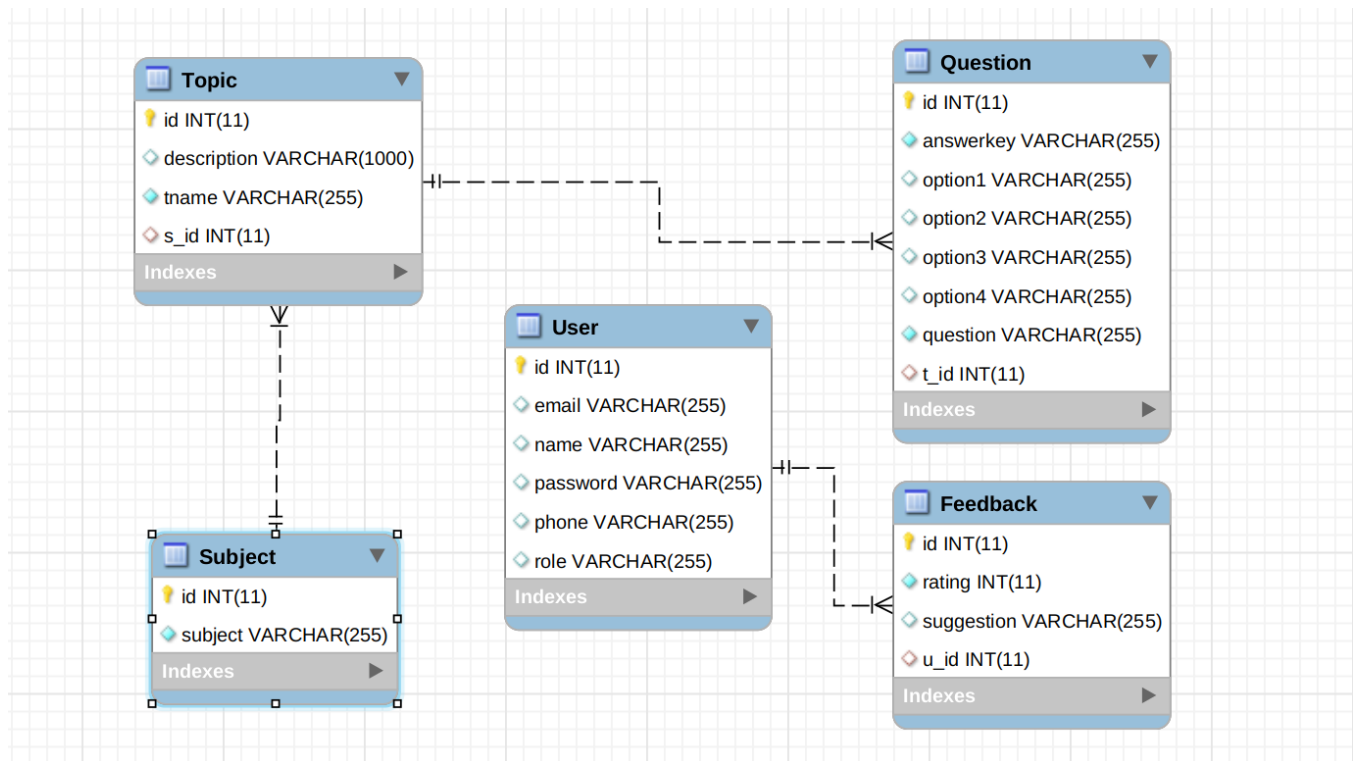 Topic
id INT(11)
description VARCHAR(1000)
tname VARCHAR(255)
s_id INT(11)
Indexes
Subject
id INT(11)
subject VARCHAR(255)
Indexes
User
id INT(11)
email VARCHAR(255)
name VARCHAR(255)
password VARCHAR(255)
phone VARCHAR(255)
role VARCHAR(255)
Indexes
Question
id INT(11)
answerkey VARCHAR(255)
option1 VARCHAR(255)
option2 VARCHAR(255)
option3 VARCHAR(255)
option4 VARCHAR(255)
question VARCHAR(255)
t_id INT(11)
Indexes
Feedback
id INT(11)
rating INT(11)
suggestion VARCHAR(255)
u_id INT(11)
Indexes